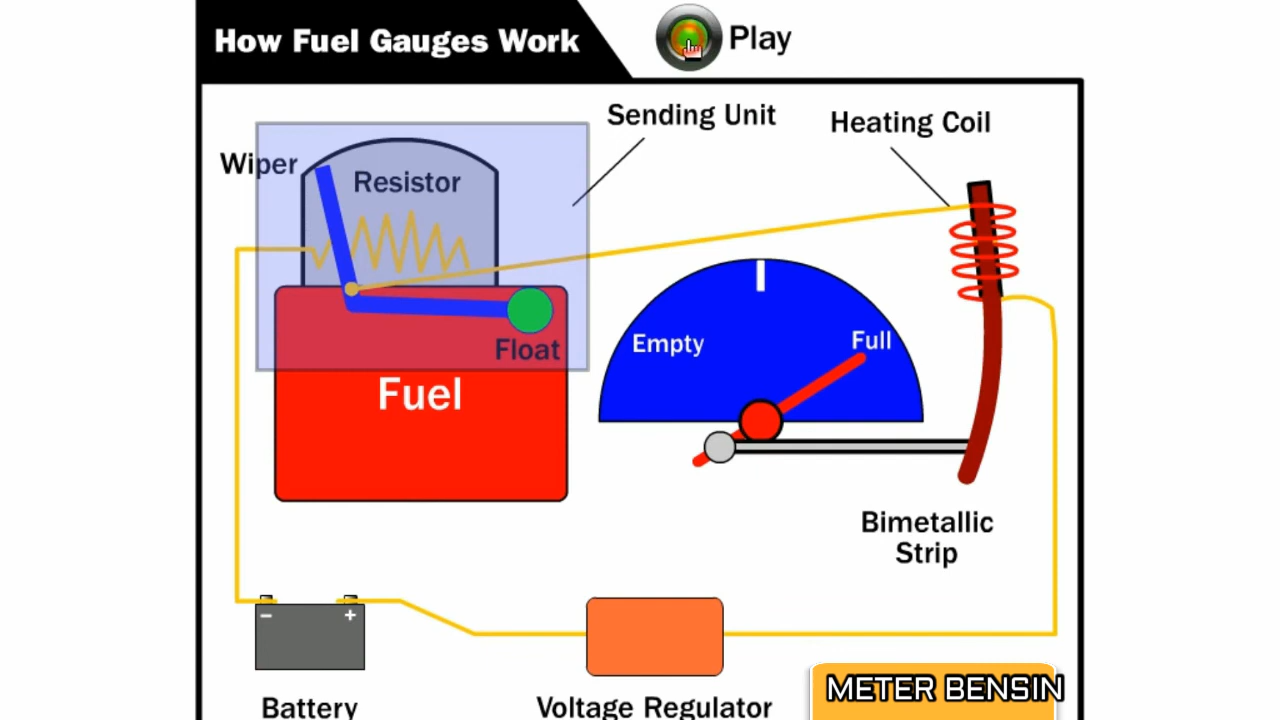 How Fuel Gauges Work
Play
Sending Unit
Heating Coil
Wiper
Resistor
Empty
Full
Float
Fuel
Bimetallic
Strip
- +
Battery
Voltage Regulator
METER BENSIN